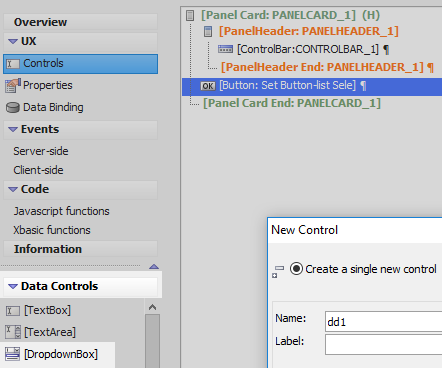 Overview
UX
Controls
Properties
Data Binding
Events
Server-side
Client-side
Code
Javascript functions
Xbasic functions
Information
Data Controls
[TextBox]
[TextArea]
[DropdownBox]
[Panel Card: PANELCARD_1] (H)
[PanelHeader: PANELHEADER_1]
[ControlBar:CONTROLBAR_1] ¶
[PanelHeader End: PANELHEADER_1] ¶
OK [Button: Set Button-list Sele] ¶
[Panel Card End: PANELCARD_1]
New Control
Create a single new control
Name: dd1
Label: